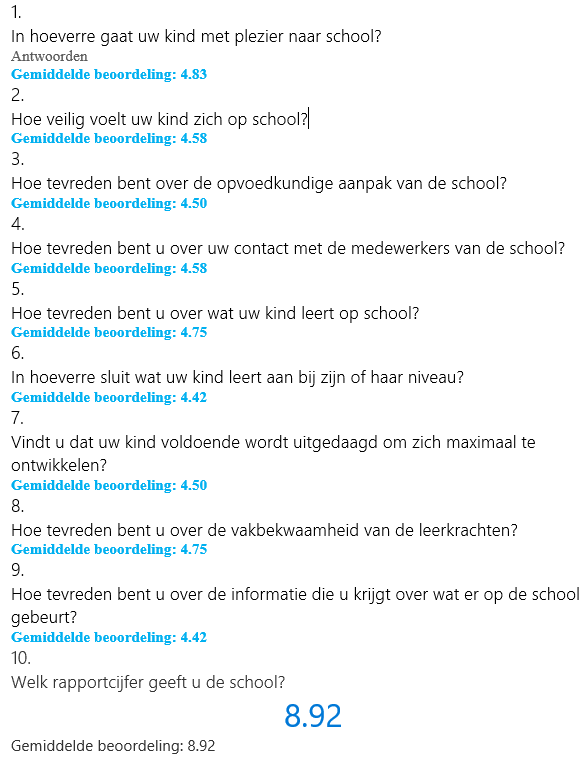 1.
In hoeverre gaat uw kind met plezier naar school?
Antwoorden
Gemiddelde beoordeling: 4.83
2.
Hoe veilig voelt uw kind zich op school?
Gemiddelde beoordeling: 4.58
3.
Hoe tevreden bent over de opvoedkundige aanpak van de school?
Gemiddelde beoordeling: 4.50
4.
Hoe tevreden bent u over uw contact met de medewerkers van de school?
Gemiddelde beoordeling: 4.58
5.
Hoe tevreden bent u over wat uw kind leert op school?
Gemiddelde beoordeling: 4.75
6.
In hoeverre sluit wat uw kind leert aan bij zijn of haar niveau?
Gemiddelde beoordeling: 4.42
7.
Vindt u dat uw kind voldoende wordt uitgedaagd om zich maximaal te
ontwikkelen?
Gemiddelde beoordeling: 4.50
8.
Hoe tevreden bent u over de vakbekwaamheid van de leerkrachten?
Gemiddelde beoordeling: 4.75
9.
Hoe tevreden bent u over de informatie die u krijgt over wat er op de school
gebeurt?
Gemiddelde beoordeling: 4.42
10.
Welk rapportcijfer geeft u de school?
8.92
Gemiddelde beoordeling: 8.92